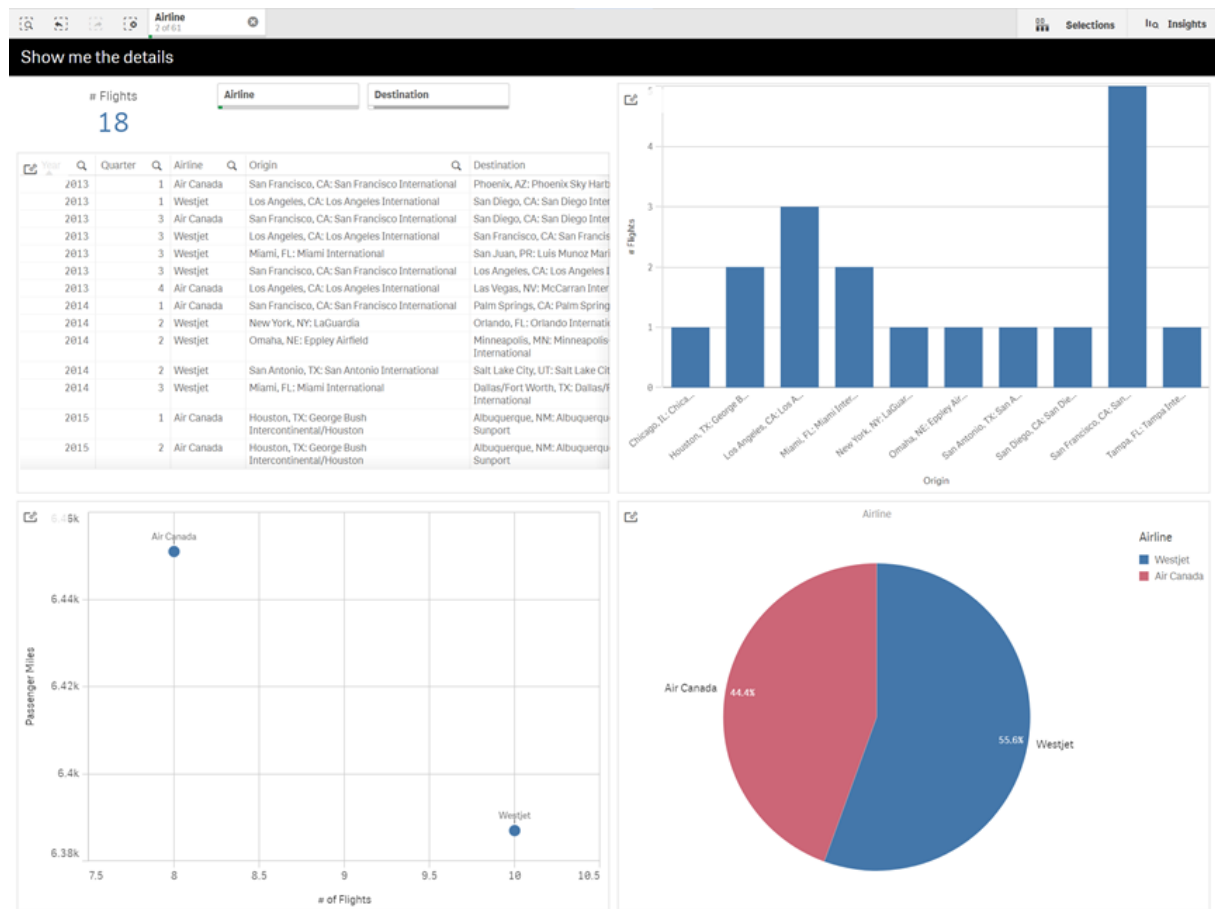 Airline
2 of 61
Selections
Insights
Show me the details
# Flights
18
Airline
Destination
Year Quarter Airline Origin Destination
2013 1 Air Canada San Francisco, CA: San Francisco International Phoenix, AZ: Phoenix Sky Harb
2013 1 Westjet Los Angeles, CA: Los Angeles International San Diego, CA: San Diego Inter
2013 3 Air Canada San Francisco, CA: San Francisco International San Diego, CA: San Diego Inter
2013 3 Westjet Los Angeles, CA: Los Angeles International San Francisco, CA: San Francis
2013 3 Westjet Miami, FL: Miami International San Juan, PR: Luis Munoz Mari
2013 3 Westjet San Francisco, CA: San Francisco International Los Angeles, CA: Los Angeles I
2013 4 Air Canada Los Angeles, CA: Los Angeles International Las Vegas, NV: McCarran Inter
2014 1 Air Canada San Francisco, CA: San Francisco International Palm Springs, CA: Palm Spring
2014 2 Westjet New York, NY: LaGuardia Orlando, FL: Orlando Internatio
2014 2 Westjet Omaha, NE: Eppley Airfield Minneapolis, MN: Minneapolis-
International
2014 2 Westjet San Antonio, TX: San Antonio International Salt Lake City, UT: Salt Lake Cit
2014 3 Westjet Miami, FL: Miami International Dallas/Fort Worth, TX: Dallas/F
International
2015 1 Air Canada Houston, TX: George Bush Albuquerque, NM: Albuquerqu
Intercontinental/Houston Sunport
2015 2 Air Canada Houston, TX: George Bush Albuquerque, NM: Albuquerqu
Intercontinental/Houston Sunport
5
4
3
2
1
0
# Flights
Chicago, IL: Chica...
Houston, TX: George B...
Los Angeles, CA: Los A...
Miami, FL: Miami Inter...
New York, NY: LaGuar...
Omaha, NE: Eppley Air...
San Antonio, TX: San A...
San Diego, CA: San Die...
San Francisco, CA: San...
Tampa, FL: Tampa Inte...
Origin
6.45k
6.44k
6.42k
6.4k
6.38k
Passenger Miles
Air Canada
Westjet
7.5 8 8.5 9 9.5 10 10.5
# of Flights
Airline
Airline
Westjet
Air Canada
Air Canada
44.4%
55.6%
Westjet